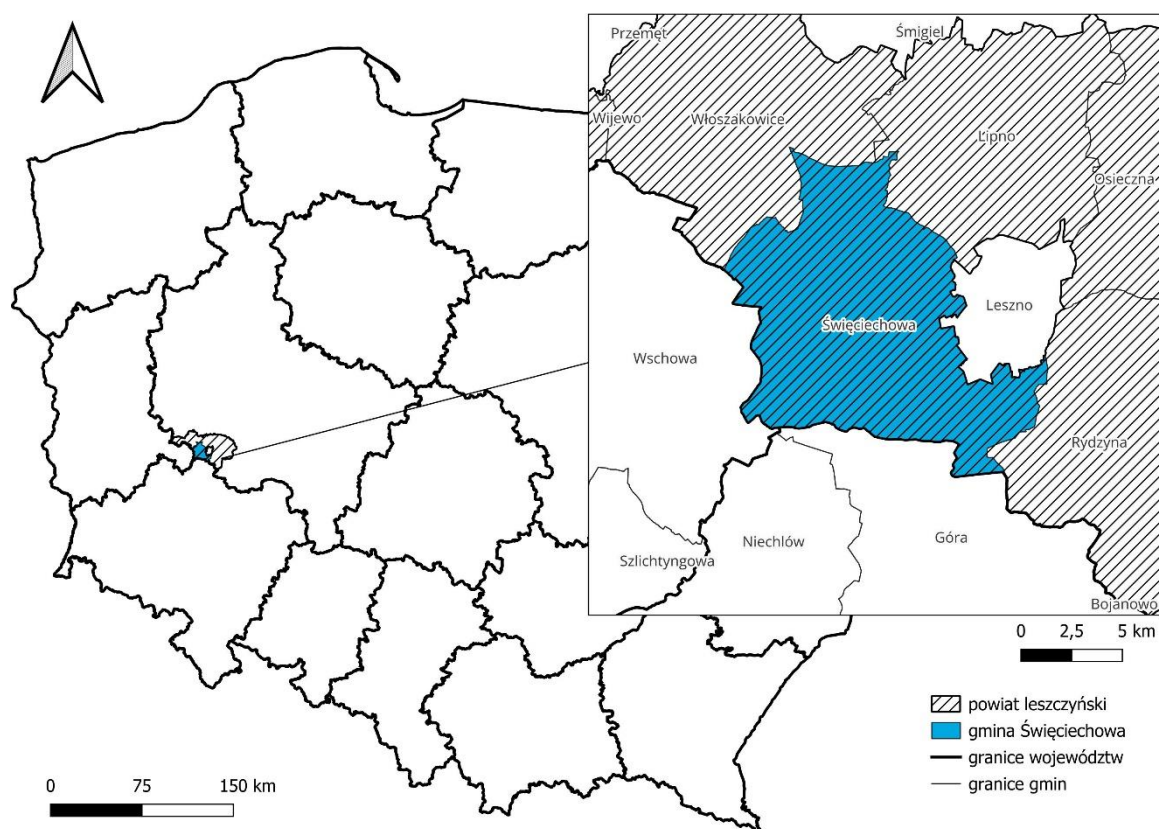 Przemęt
Śmigiel
Wijewo
Włoszakowice
Lipno
Osieczna
Leszno
Święciechowa
Wschowa
Rydzyna
Szlichtyngowa
Niechlów
Góra
Bojanowo
0 2,5 5 km
powiat leszczyński
gmina Święciechowa
granice województw
granice gmin
0 75 150 km